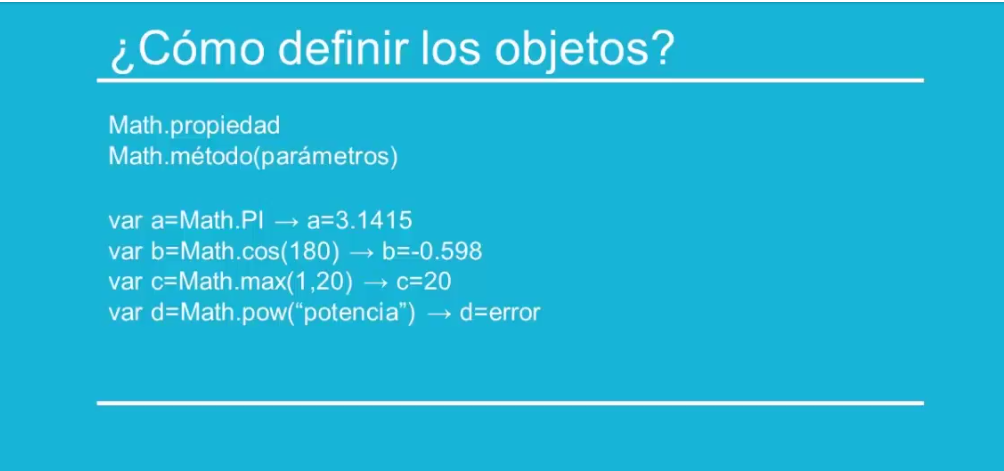 ¿Cómo definir los objetos?
Math.propiedad
Math.método(parámetros)
var a=Math.PI → a=3.1415
var b=Math.cos(180) → b=-0.598
var c=Math.max(1,20) → c=20
var d=Math.pow(“potencia”) → d=error